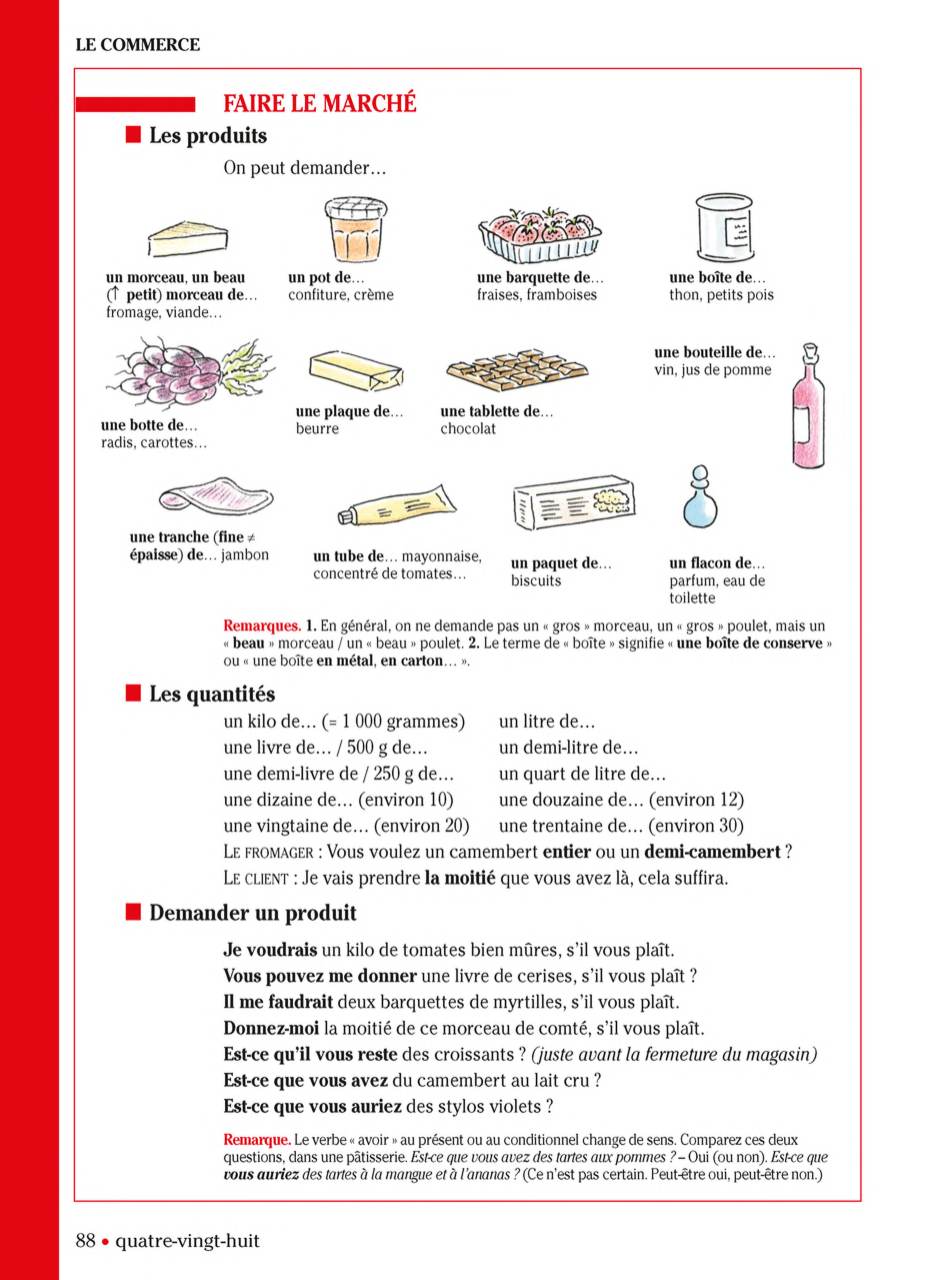 LE COMMERCE
FAIRE LE MARCHÉ
■ Les produits
On peut demander…
un morceau, un beau
(↑ petit) morceau de…
fromage, viande…
un pot de…
confiture, crème
une barquette de…
fraises, framboises
une boîte de…
thon, petits pois
une botte de…
radis, carottes…
une plaque de…
beurre
une tablette de…
chocolat
une bouteille de…
vin, jus de pomme
une tranche (fine ≠
épaisse) de… jambon
un tube de… mayonnaise,
concentré de tomates…
un paquet de…
biscuits
un flacon de…
parfum, eau de
toilette
Remarques. 1. En général, on ne demande pas un « gros » morceau, un « gros » poulet, mais un
« beau » morceau / un « beau » poulet. 2. Le terme de « boîte » signifie « une boîte de conserve »
ou « une boîte en métal, en carton… ».
■ Les quantités
un kilo de… (= 1 000 grammes) un litre de…
une livre de… / 500 g de… un demi-litre de…
une demi-livre de / 250 g de… un quart de litre de…
une dizaine de… (environ 10) une douzaine de… (environ 12)
une vingtaine de… (environ 20) une trentaine de… (environ 30)
LE FROMAGER : Vous voulez un camembert entier ou un demi-camembert ?
LE CLIENT : Je vais prendre la moitié que vous avez là, cela suffira.
■ Demander un produit
Je voudrais un kilo de tomates bien mûres, s'il vous plaît.
Vous pouvez me donner une livre de cerises, s'il vous plaît ?
Il me faudrait deux barquettes de myrtilles, s'il vous plaît.
Donnez-moi la moitié de ce morceau de comté, s'il vous plaît.
Est-ce qu'il vous reste des croissants ? (juste avant la fermeture du magasin)
Est-ce que vous avez du camembert au lait cru ?
Est-ce que vous auriez des stylos violets ?
Remarque. Le verbe « avoir » au présent ou au conditionnel change de sens. Comparez ces deux
questions, dans une pâtisserie. Est-ce que vous avez des tartes aux pommes ? – Oui (ou non). Est-ce que
vous auriez des tartes à la mangue et à l'ananas ? (Ce n'est pas certain. Peut-être oui, peut-être non.)
88 • quatre-vingt-huit